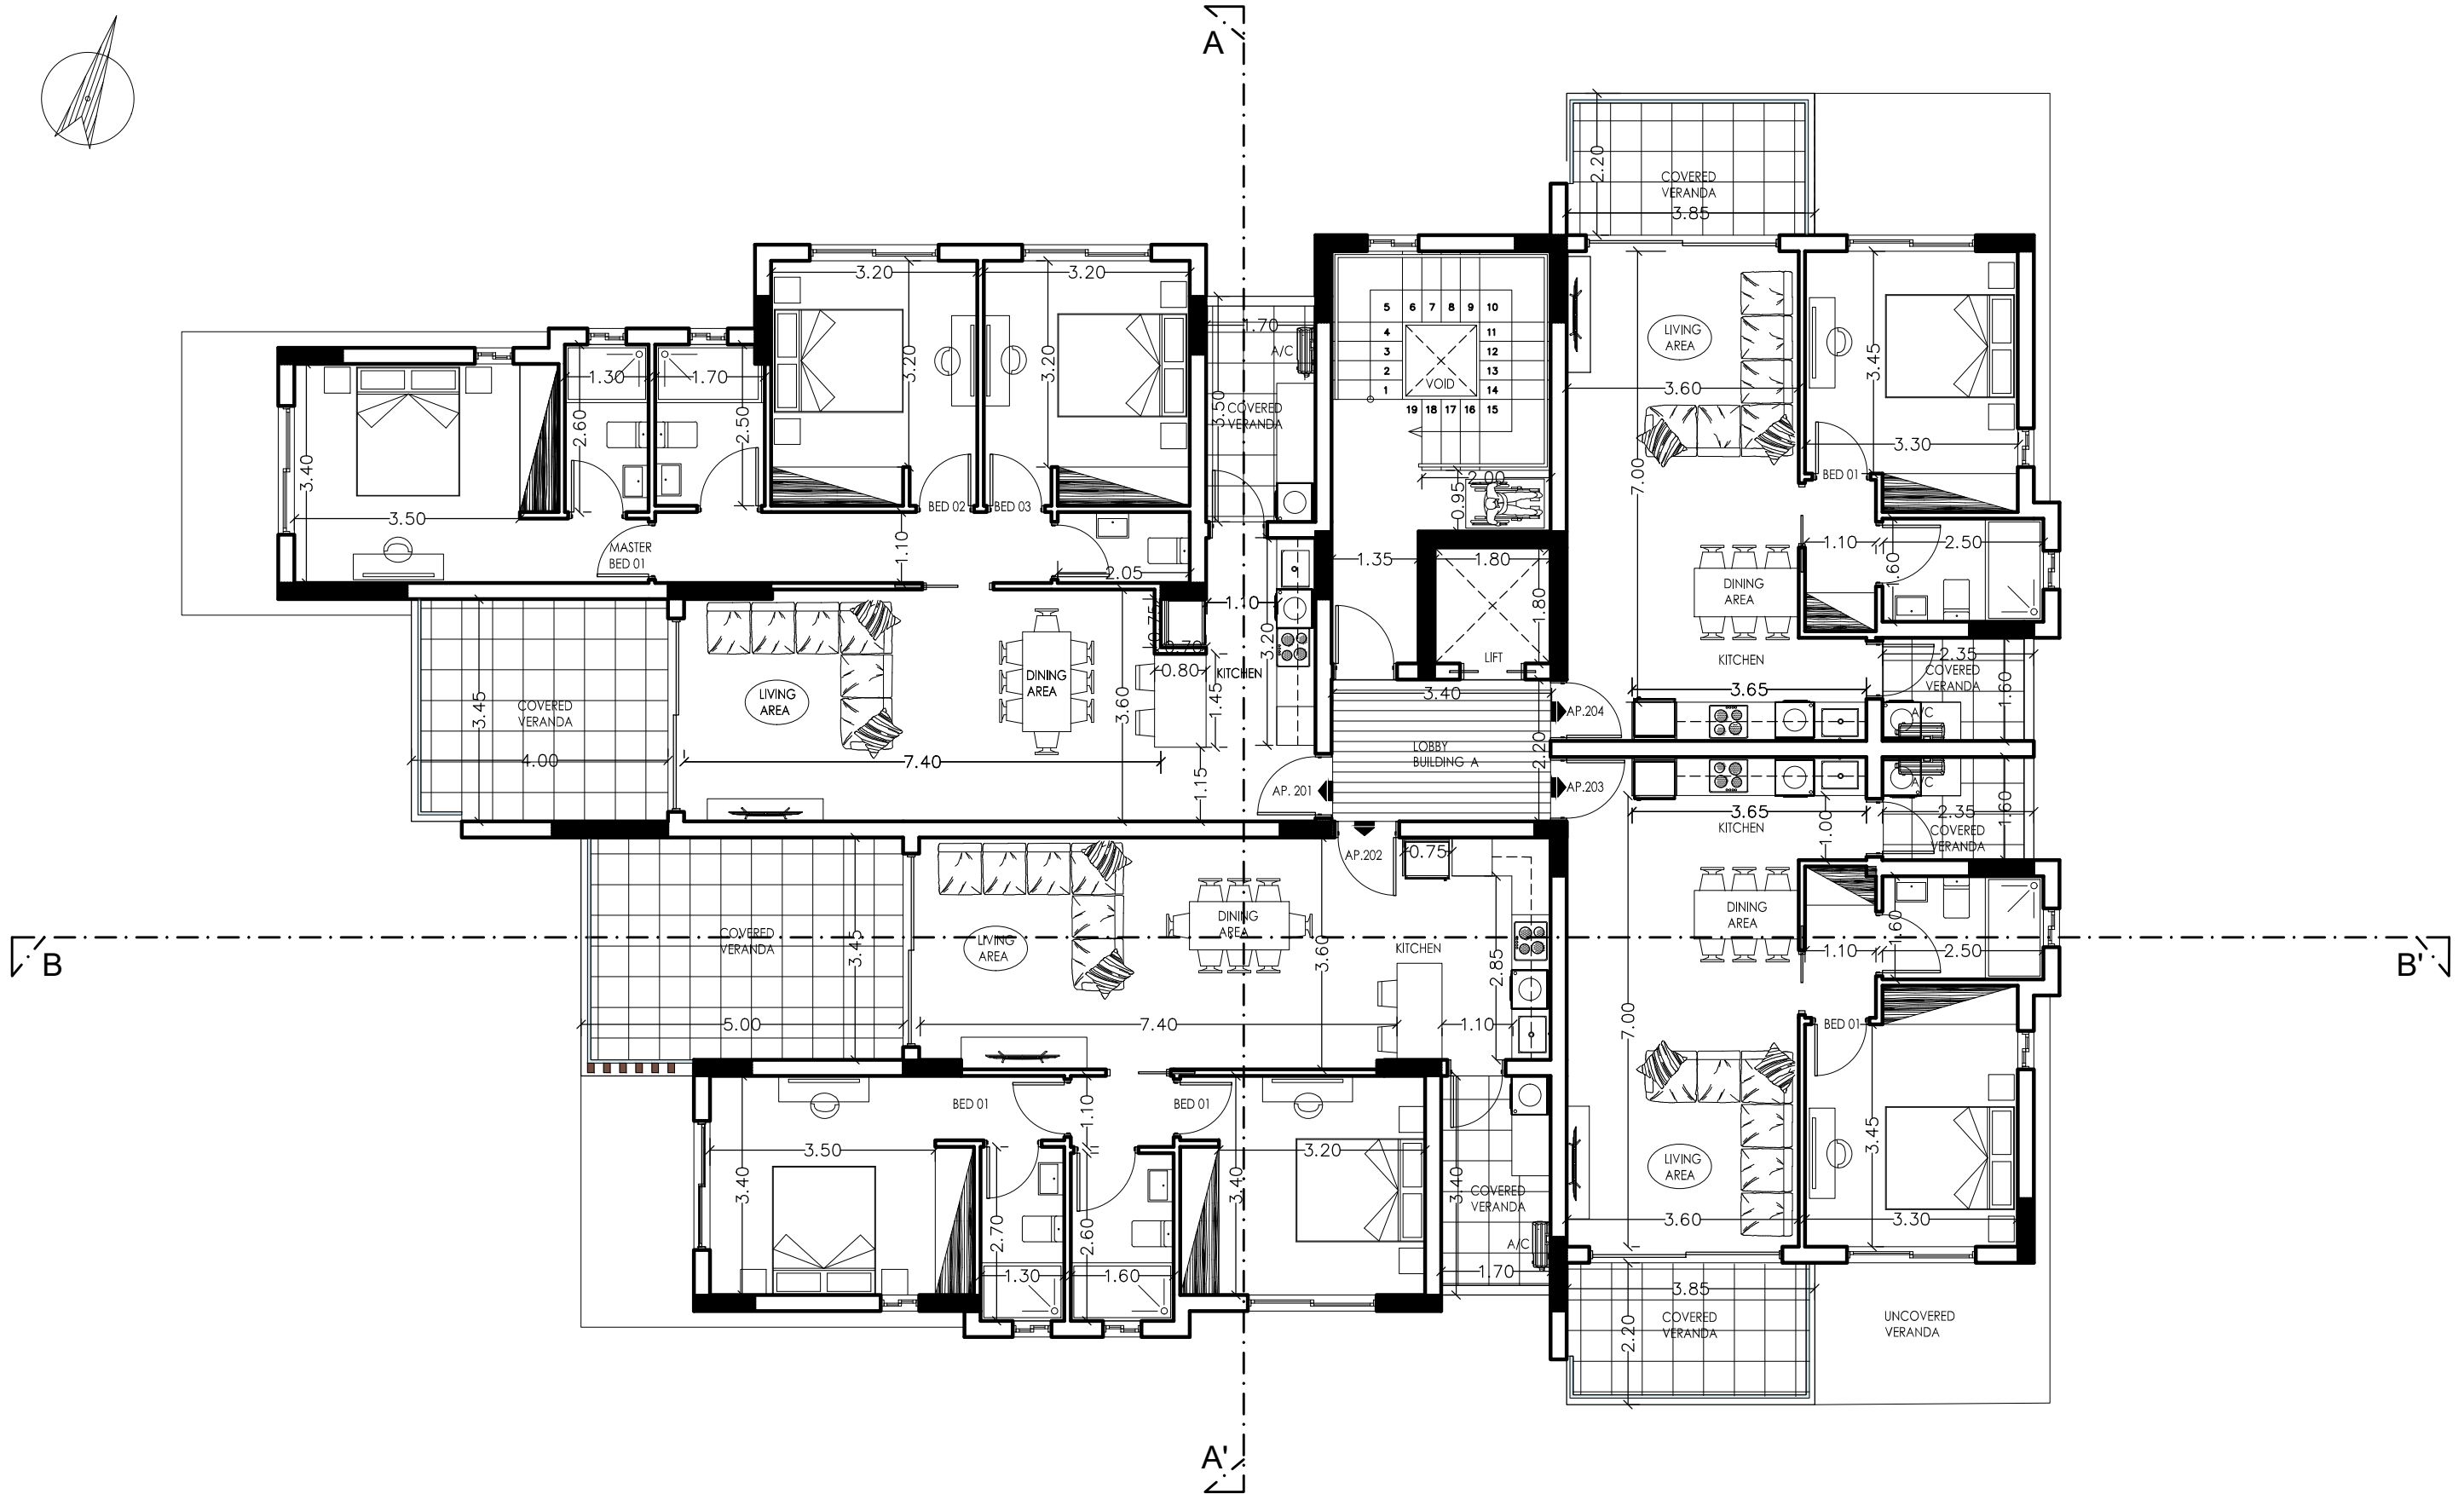 A
2.20
COVERED
VERANDA
3.85
3.20
3.20
1.70
A/C
3.20
3.20
3.50
COVERED
VERANDA
5 6 7 8 9 10
4 11
3 12
2 13
1 14
VOID
19 18 17 16 15
LIVING
AREA
3.60
3.45
3.30
7.00
BED 01
1.30
1.70
2.60
2.50
3.40
3.50
MASTER
BED 01
BED 02
BED 03
1.10
2.05
2.00
0.95
1.35
1.80
1.80
LIFT
1.10
2.50
1.60
DINING
AREA
KITCHEN
2.35
COVERED
VERANDA
1.60
3.65
A/C
1.10
0.75
0.70
0.80
3.20
KITCHEN
1.45
3.60
1.15
DINING
AREA
LIVING
AREA
7.40
COVERED
VERANDA
3.45
4.00
3.40
LOBBY
BUILDING A
2.20
AP.204
AP.203
AP. 201
AP.202
A/C
3.65
KITCHEN
1.00
2.35
COVERED
VERANDA
1.60
0.75
COVERED
VERANDA
3.45
5.00
LIVING
AREA
DINING
AREA
3.60
KITCHEN
2.85
7.40
1.10
DINING
AREA
1.10
2.50
1.60
B
B'
BED 01
7.00
3.45
LIVING
AREA
3.60
3.30
BED 01
BED 01
1.10
3.50
3.40
2.70
2.60
1.30
1.60
3.40
3.20
3.40
COVERED
VERANDA
A/C
1.70
3.85
COVERED
VERANDA
2.20
UNCOVERED
VERANDA
A'